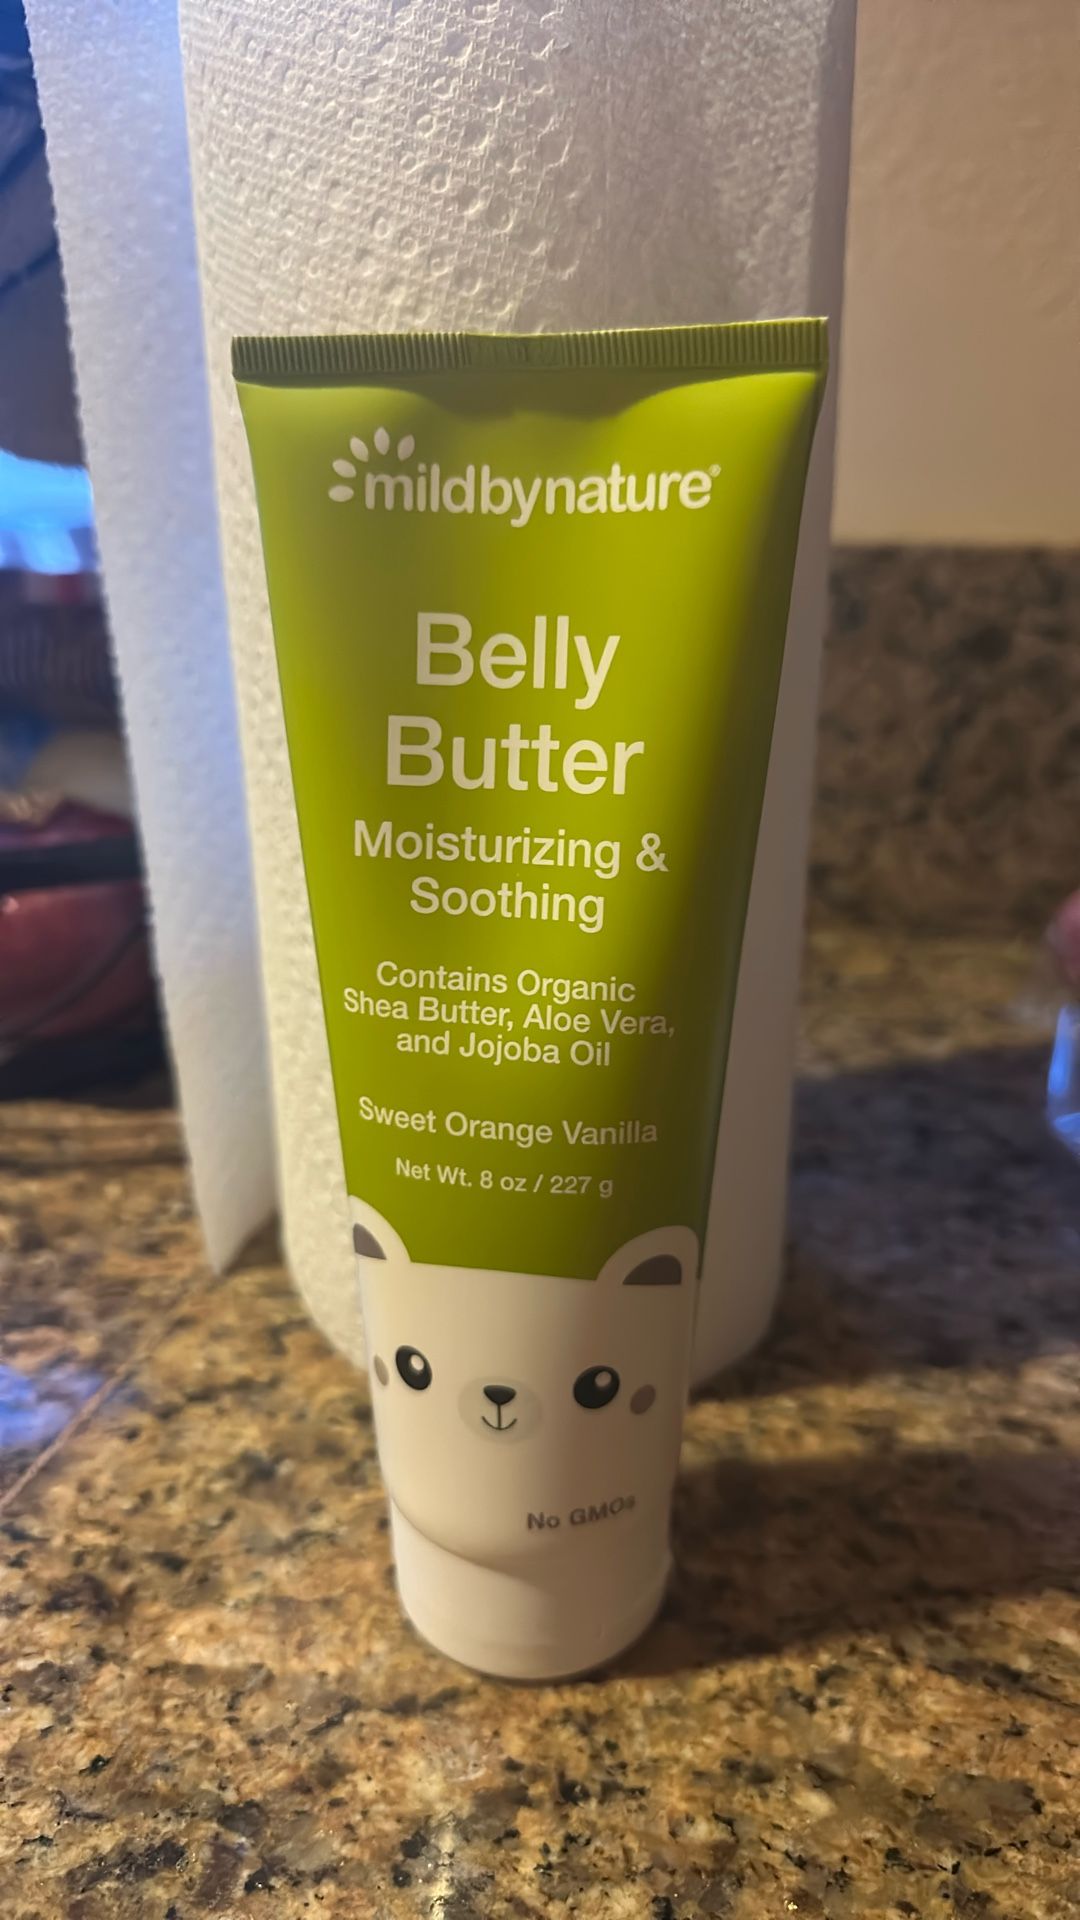 mildbynature®
Belly
Butter
Moisturizing &
Soothing
Contains Organic
Shea Butter, Aloe Vera,
and Jojoba Oil
Sweet Orange Vanilla
Net Wt. 8 oz / 227 g
No GMOs